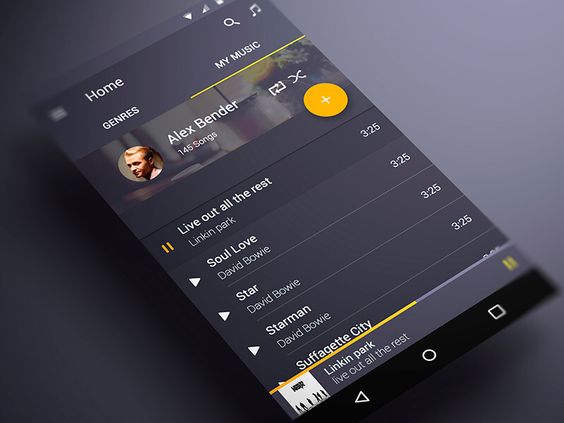 Home
GENRES
MY MUSIC
Alex Bender
145 Songs
Live out all the rest
3:25
Linkin park
Soul Love
3:25
David Bowie
Star
3:25
David Bowie
Starman
3:25
David Bowie
Suffagette City
Linkin park
live out all the rest